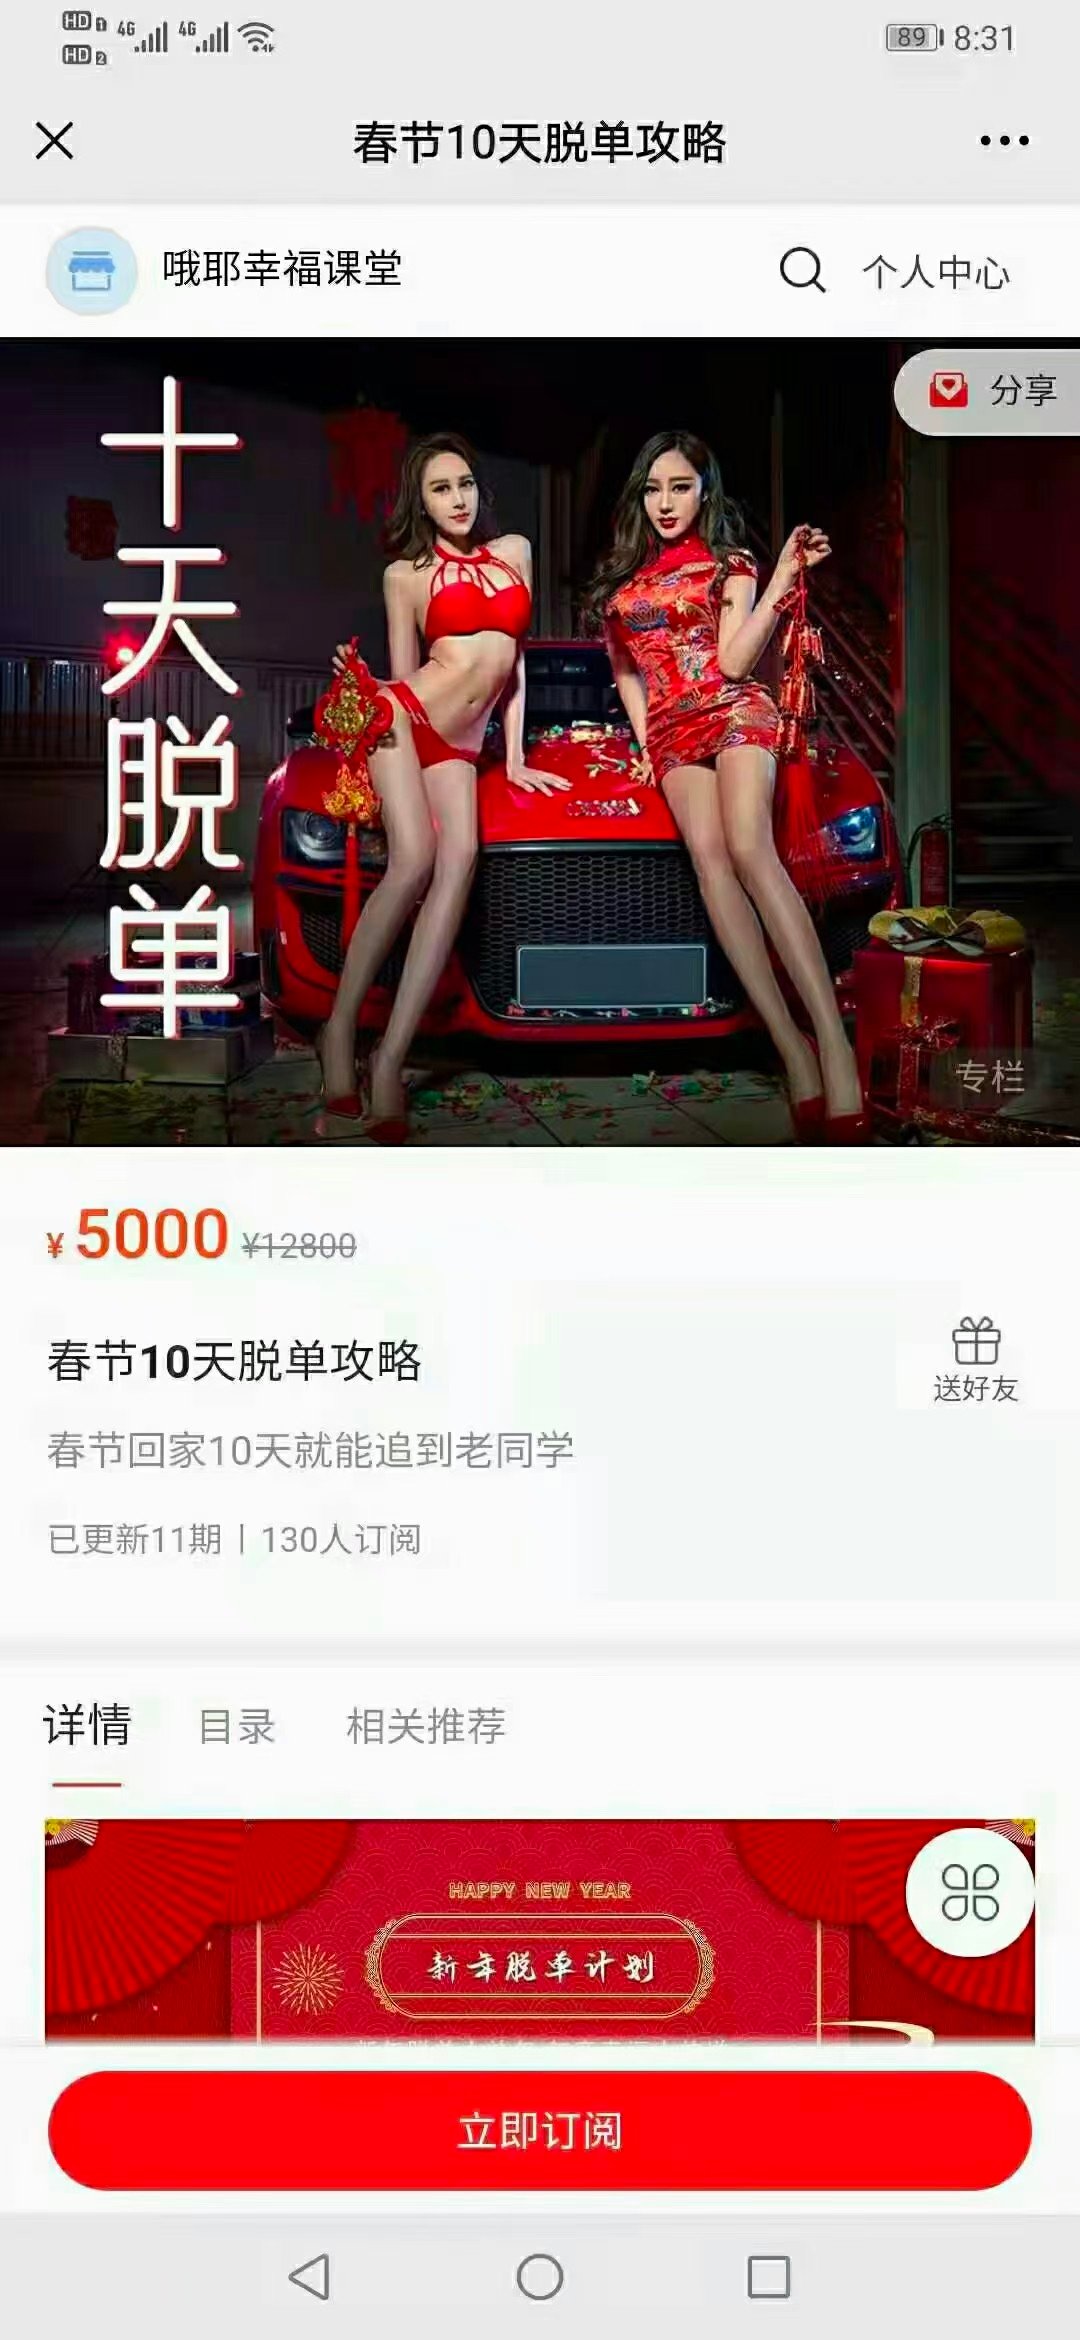 HD 1 4G 4G
HD 2
89 8:31
春节10天脱单攻略
哦耶幸福课堂
个人中心
分享
十天脱单
专栏
¥5000 ¥12800
春节10天脱单攻略
送好友
春节回家10天就能追到老同学
已更新11期 | 130人订阅
详情 目录 相关推荐
HAPPY NEW YEAR
新年脱单计划
立即订阅